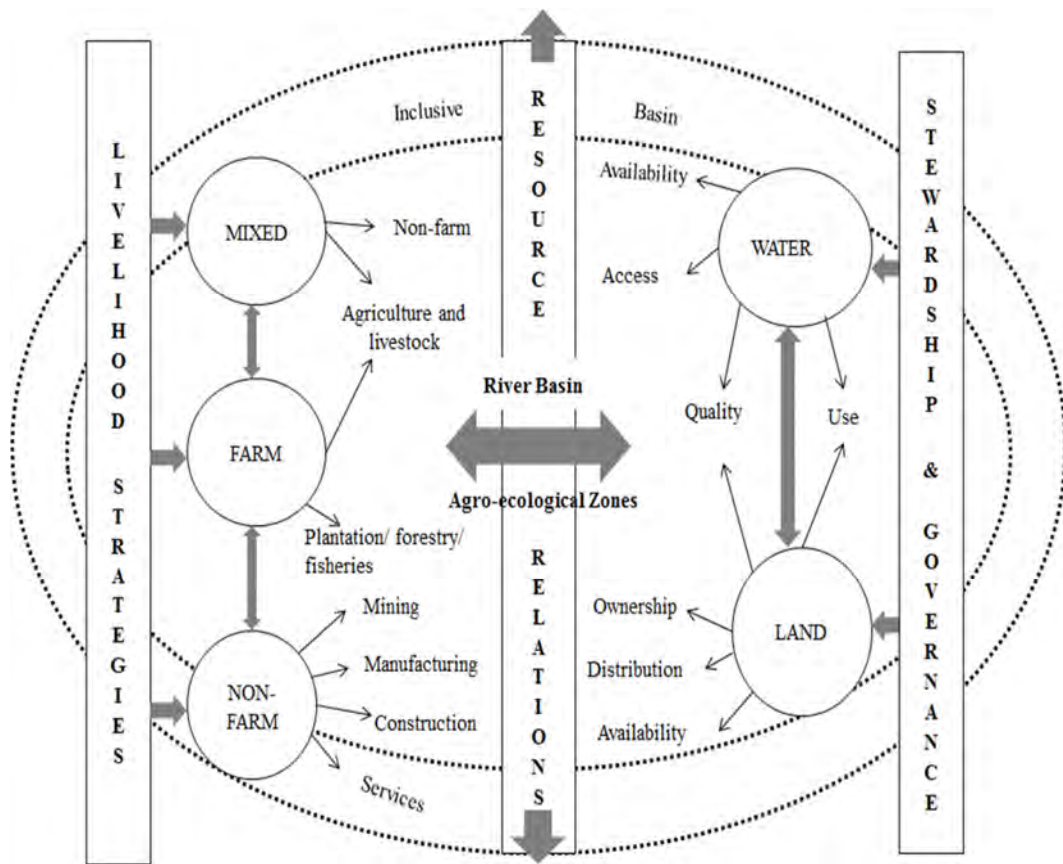 LIVELIHOOD STRATEGIES
Inclusive
Basin
RESOURCE
RELATIONS
STEWARDSHIP & GOVERNANCE
MIXED
Non-farm
Agriculture and
livestock
FARM
Plantation/ forestry/
fisheries
Mining
Manufacturing
NON-
FARM
Construction
Services
River Basin
Agro-ecological Zones
Availability
WATER
Access
Quality
Use
Ownership
LAND
Distribution
Availability